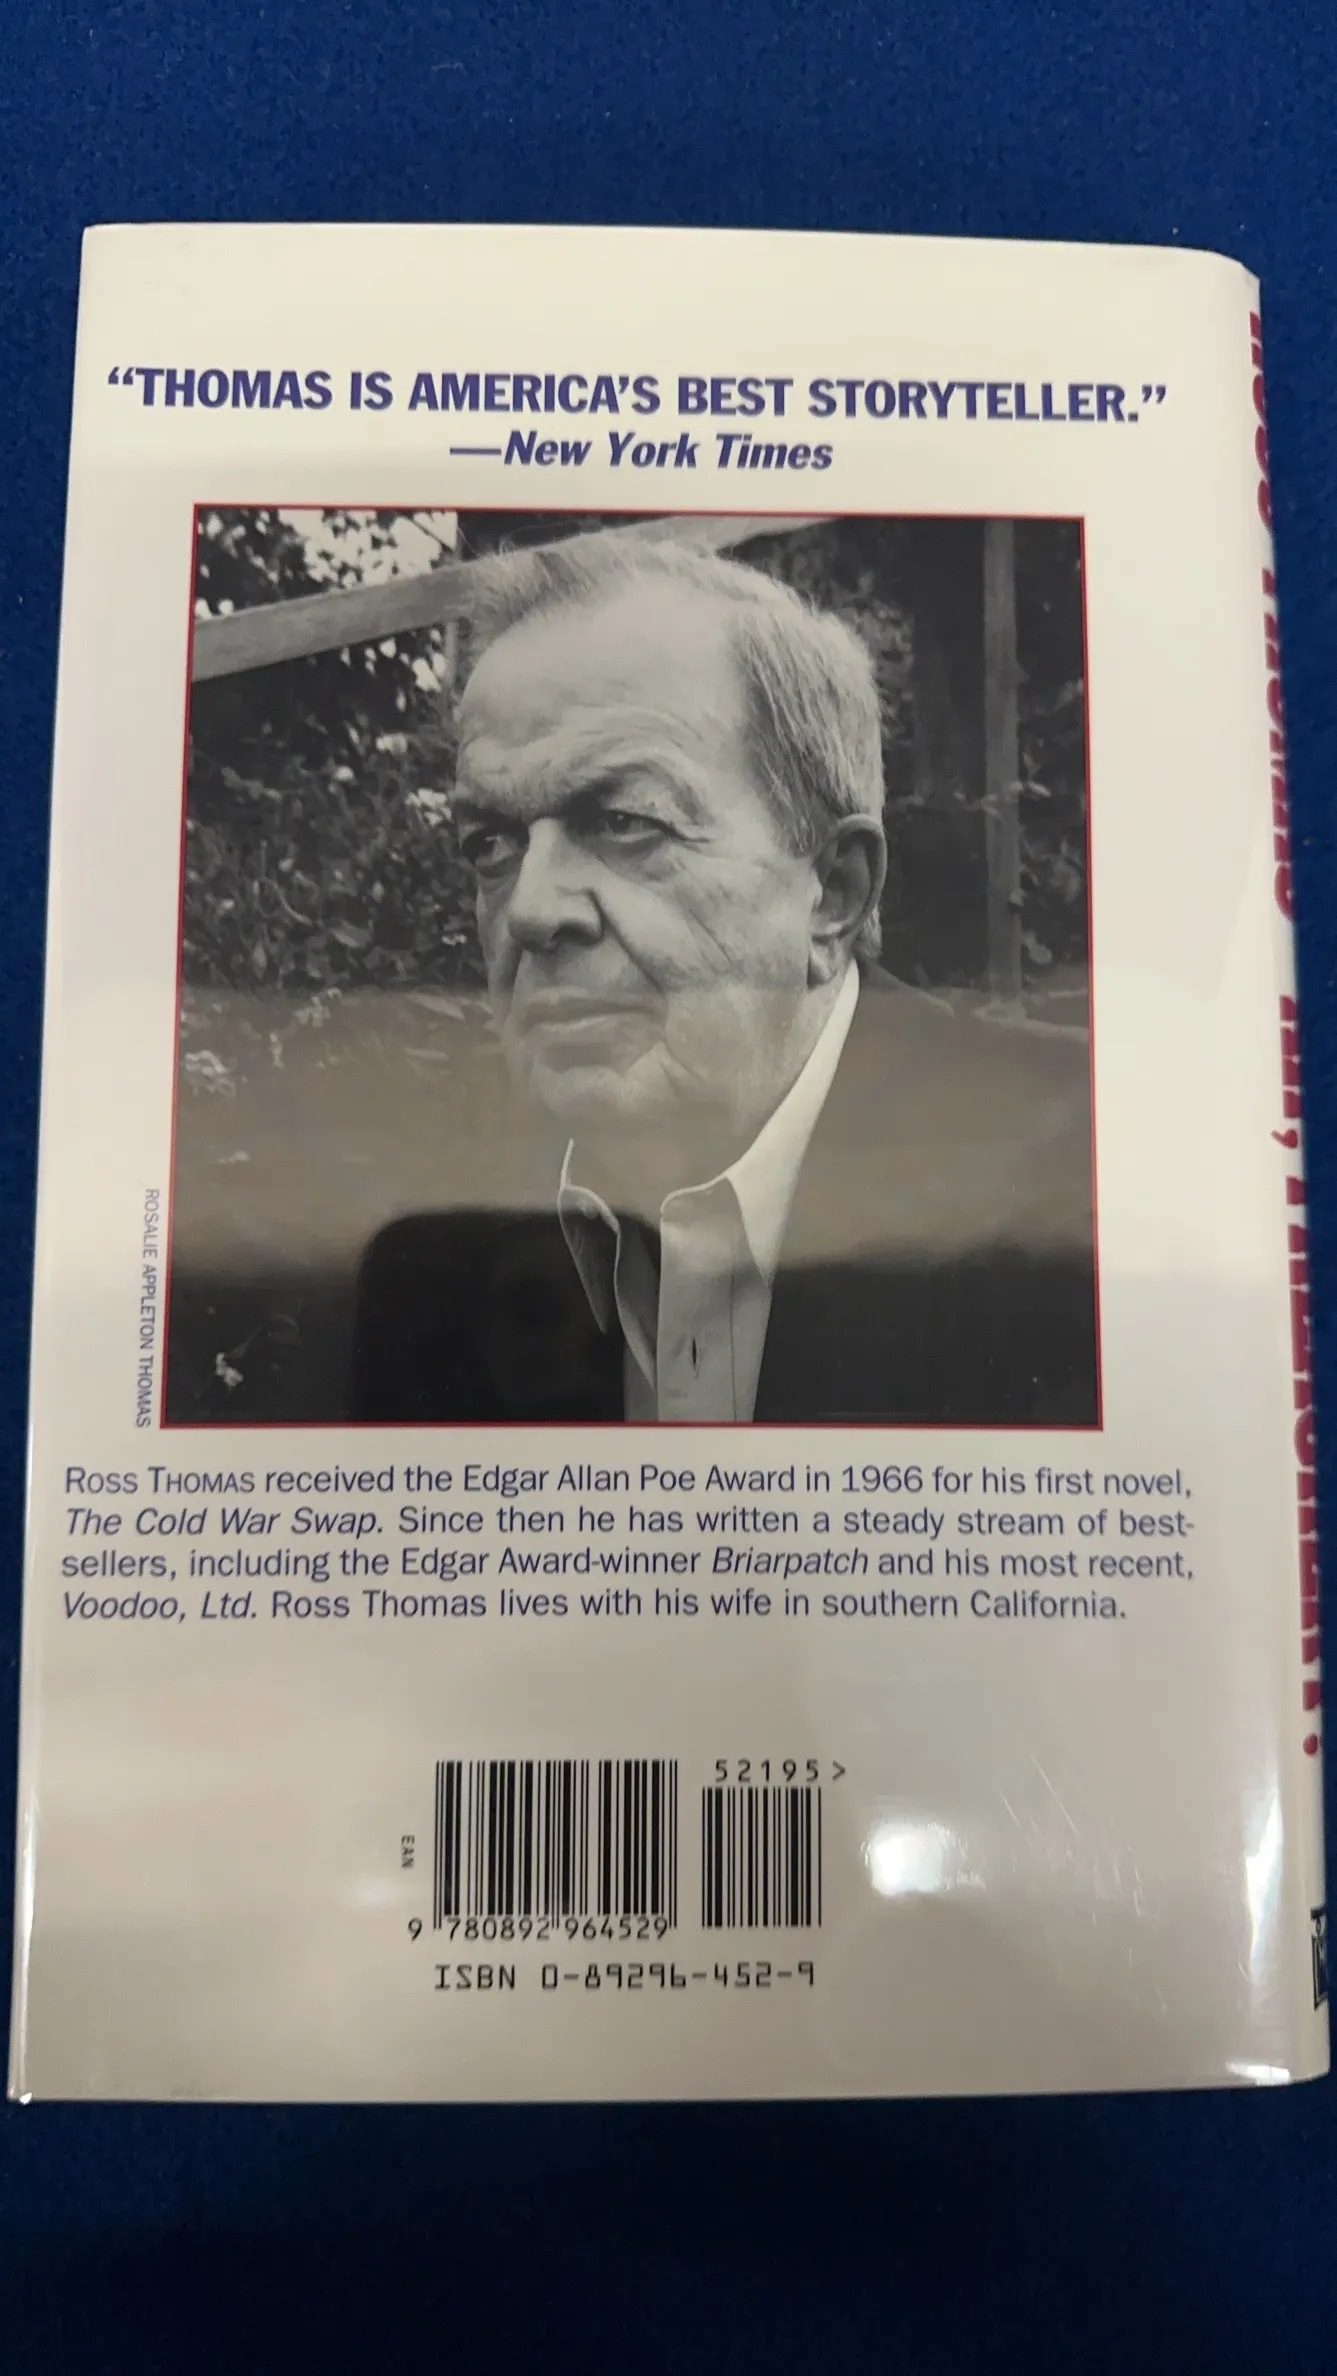 “THOMAS IS AMERICA’S BEST STORYTELLER.”
—New York Times
ROSALIE APPLETON THOMAS
ROSS THOMAS received the Edgar Allan Poe Award in 1966 for his first novel,
The Cold War Swap. Since then he has written a steady stream of best-
sellers, including the Edgar Award-winner Briarpatch and his most recent,
Voodoo, Ltd. Ross Thomas lives with his wife in southern California.
52195>
EAN
9 780892 964529
ISBN 0-89296-452-9